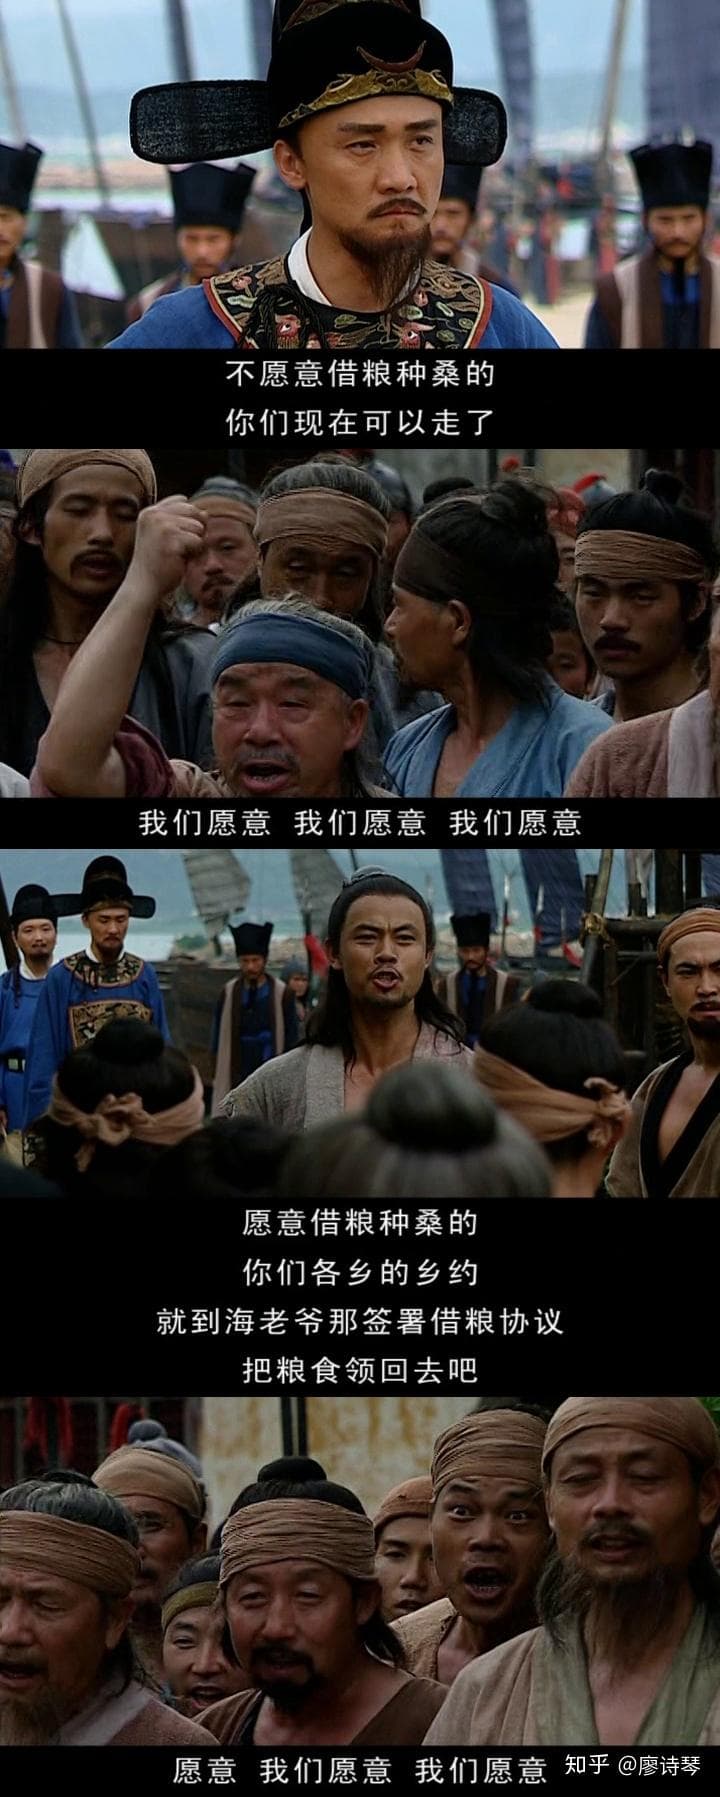 不愿意借粮种桑的
你们现在可以走了
我们愿意 我们愿意 我们愿意
愿意借粮种桑的
你们各乡的乡约
就到海老爷那签署借粮协议
把粮食领回去吧
愿意 我们愿意 我们愿意
知乎 @廖诗琴